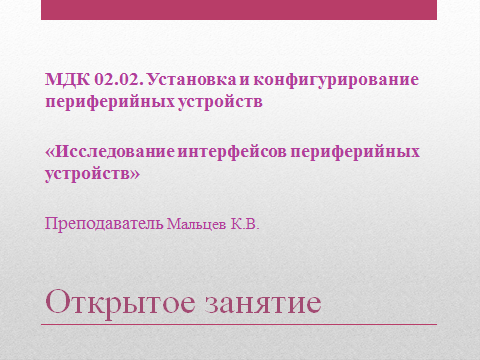 МДК 02.02. Установка и конфигурирование
периферийных устройств
«Исследование интерфейсов периферийных
устройств»
Преподаватель Мальцев К.В.
Открытое занятие